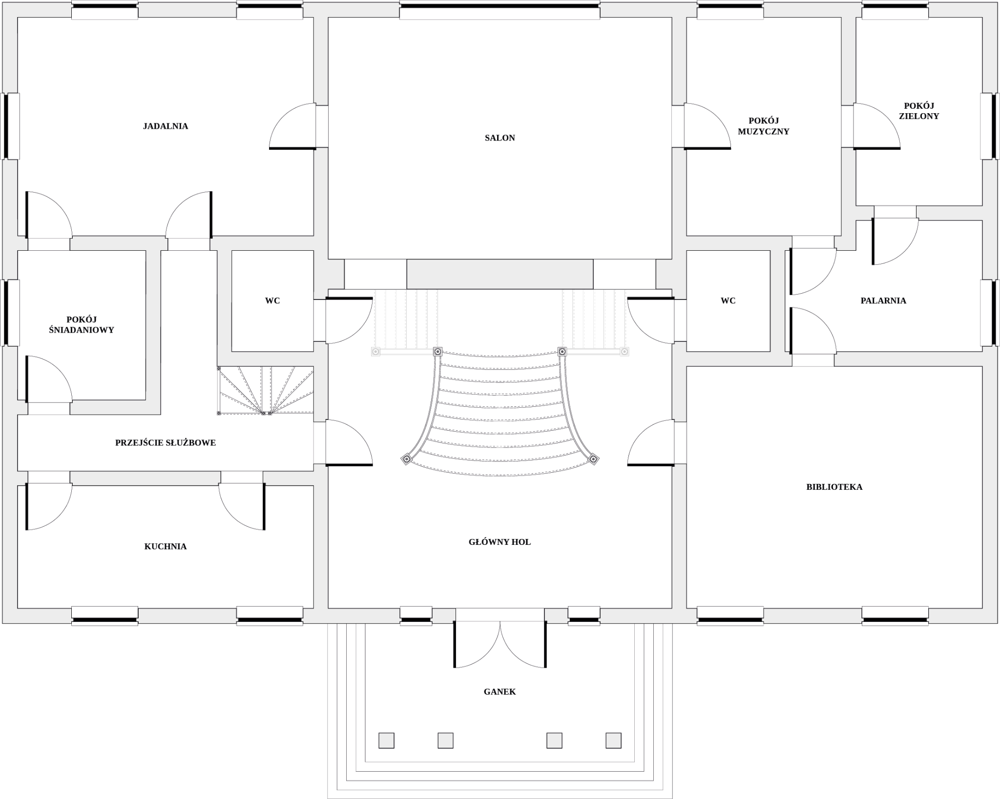 JADALNIA
SALON
POKÓJ
MUZYCZNY
POKÓJ
ZIELONY
POKÓJ
ŚNIADANIOWY
WC
WC
PALARNIA
PRZEJŚCIE SŁUŻBOWE
KUCHNIA
GŁÓWNY HOL
BIBLIOTEKA
GANEK